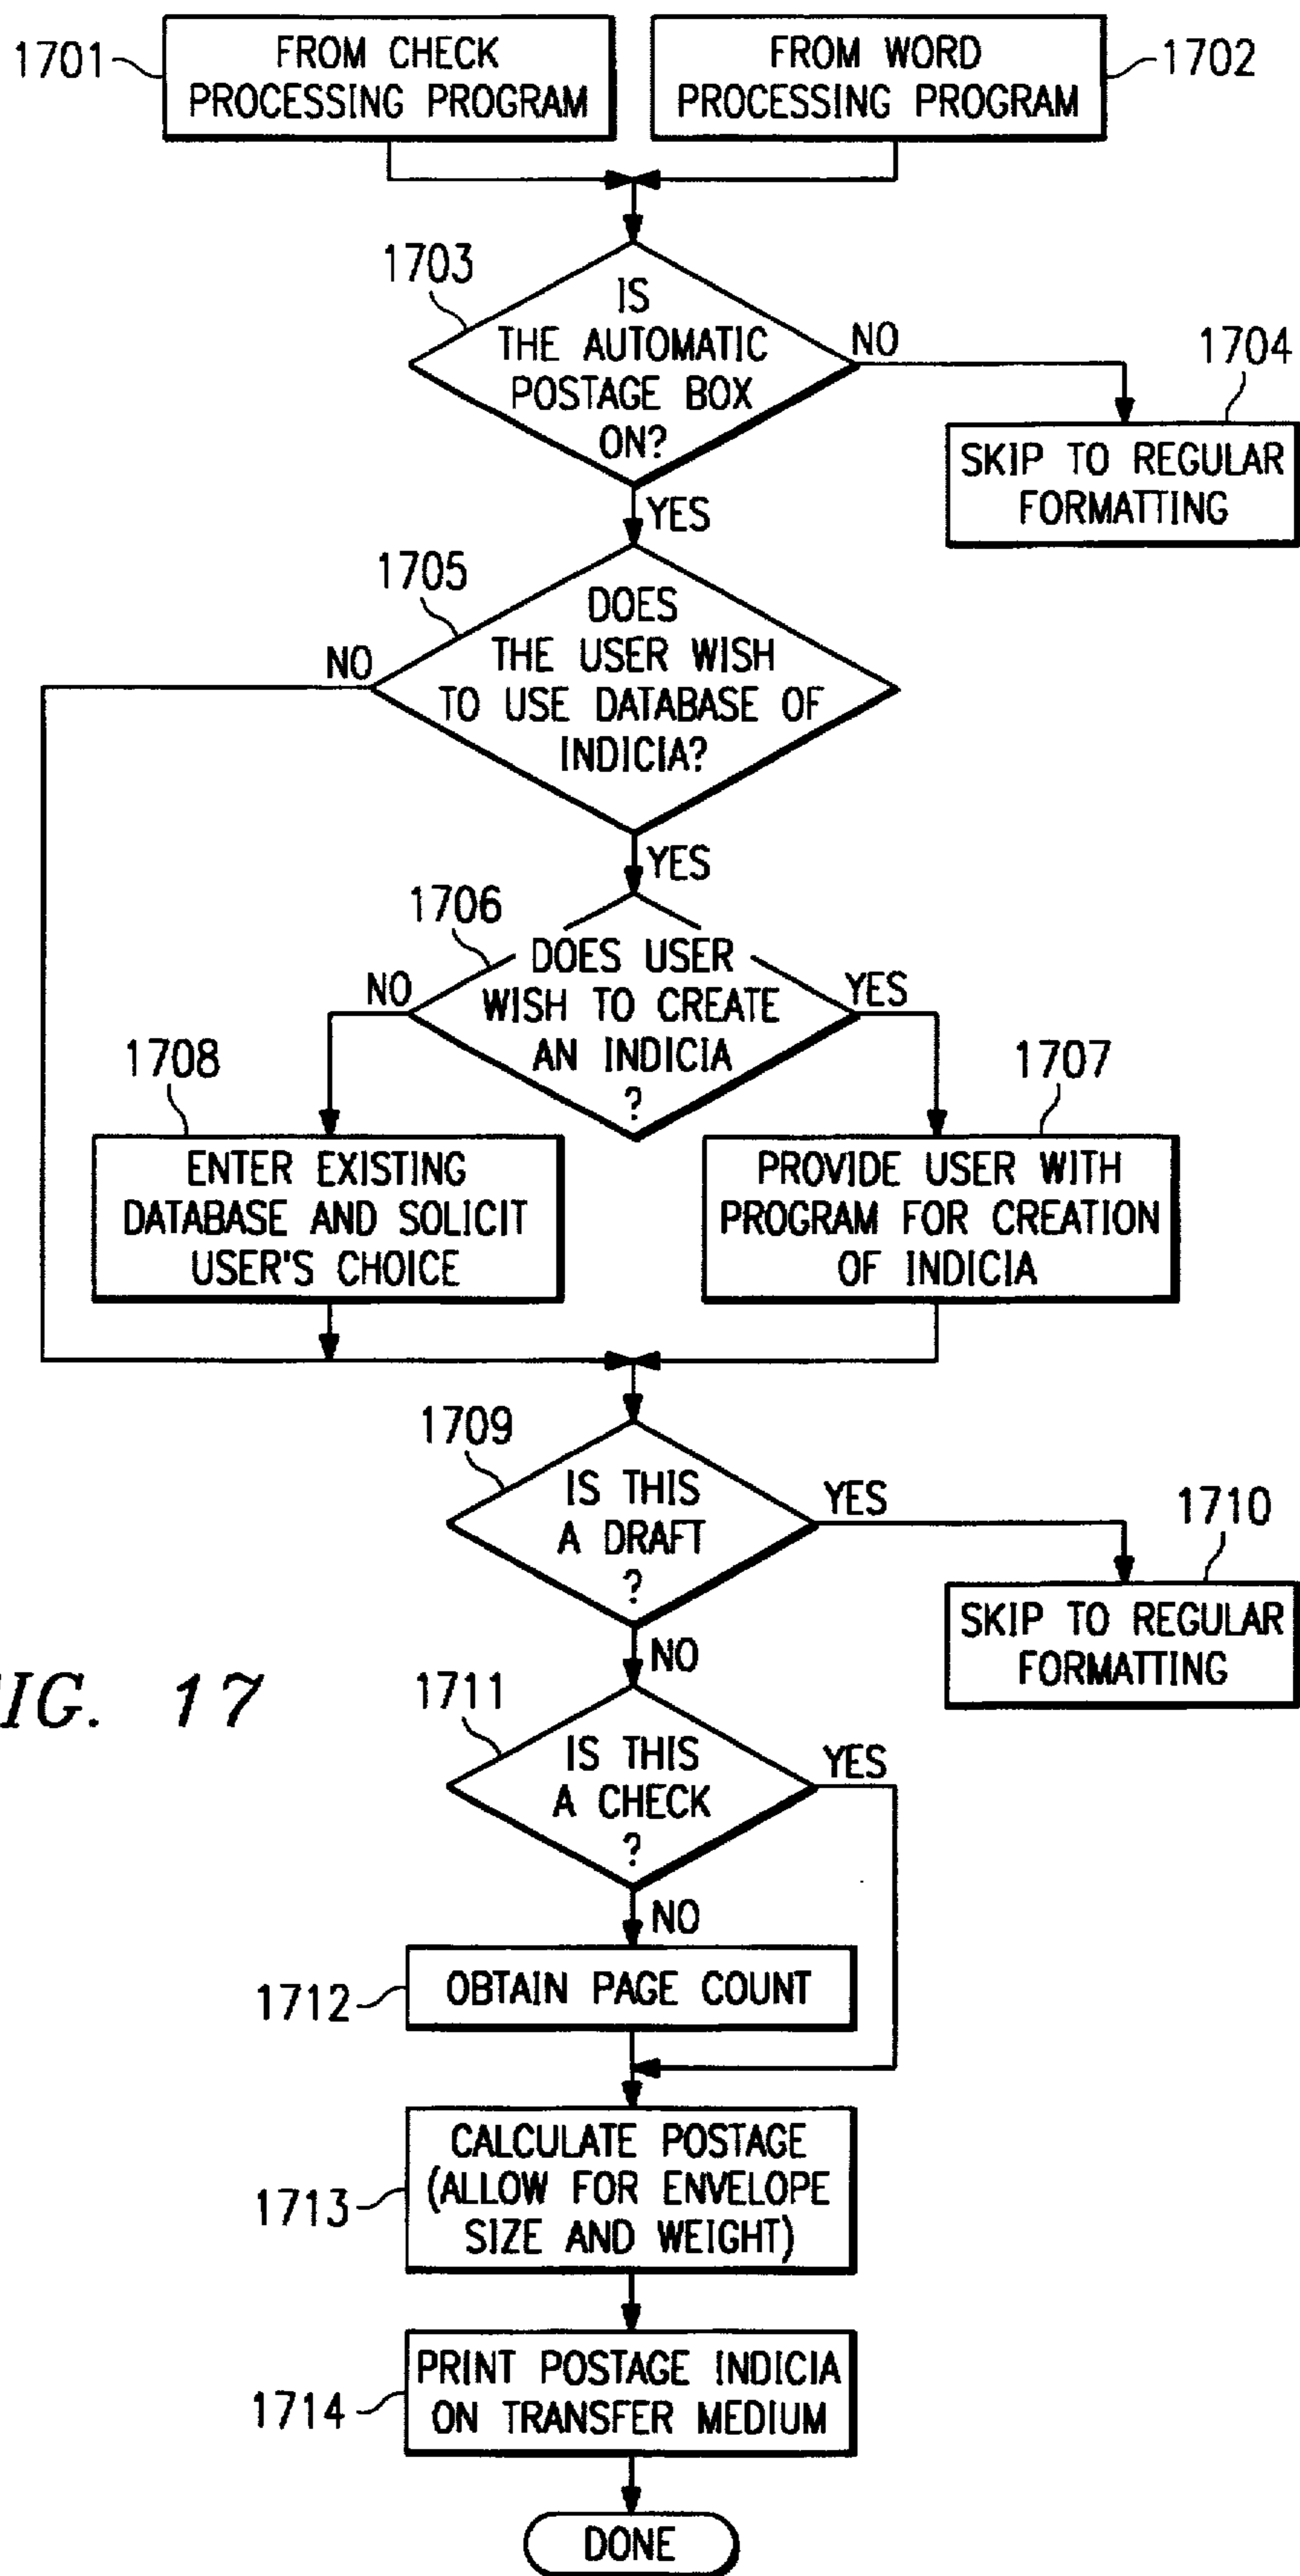 1701
FROM CHECK
PROCESSING PROGRAM
FROM WORD
PROCESSING PROGRAM
1702
1703
IS
THE AUTOMATIC
POSTAGE BOX
ON?
NO
1704
SKIP TO REGULAR
FORMATTING
YES
1705
DOES
THE USER WISH
TO USE DATABASE OF
INDICIA?
NO
YES
1706
DOES USER
WISH TO CREATE
AN INDICIA
?
NO
YES
1708
1707
ENTER EXISTING
DATABASE AND SOLICIT
USER'S CHOICE
PROVIDE USER WITH
PROGRAM FOR CREATION
OF INDICIA
1709
IS THIS
A DRAFT
?
YES
1710
SKIP TO REGULAR
FORMATTING
NO
IG. 17
1711
IS THIS
A CHECK
?
YES
NO
1712
OBTAIN PAGE COUNT
1713
CALCULATE POSTAGE
(ALLOW FOR ENVELOPE
SIZE AND WEIGHT)
1714
PRINT POSTAGE INDICIA
ON TRANSFER MEDIUM
DONE